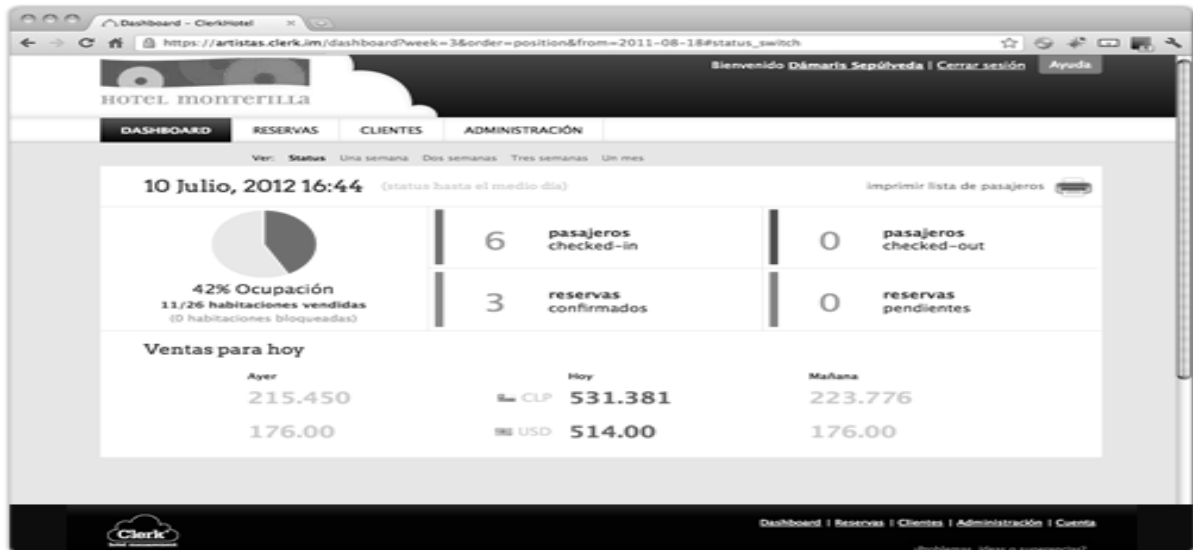 Dashboard - ClerkHotel
https://artistas.clerk.im/dashboard?week=3&order=position&from=2011-08-18#status_switch
Bienvenido Dámaris Sepúlveda | Cerrar sesión Ayuda
HOTEL MONTERILLA
DASHBOARD RESERVAS CLIENTES ADMINISTRACIÓN
Ver: Status Una semana Dos semanas Tres semanas Un mes
10 Julio, 2012 16:44 (status hasta el medio día) imprimir lista de pasajeros
6 pasajeros checked-in
0 pasajeros checked-out
42% Ocupación
11/26 habitaciones vendidas
(0 habitaciones bloqueadas)
3 reservas confirmados
0 reservas pendientes
Ventas para hoy
Ayer Hoy Mañana
215.450 CLP 531.381 223.776
176.00 USD 514.00 176.00
Clerk
Dashboard | Reservas | Clientes | Administración | Cuenta